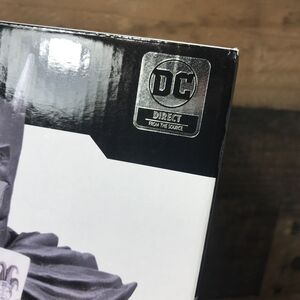 DC
DIRECT
FROM THE SOURCE